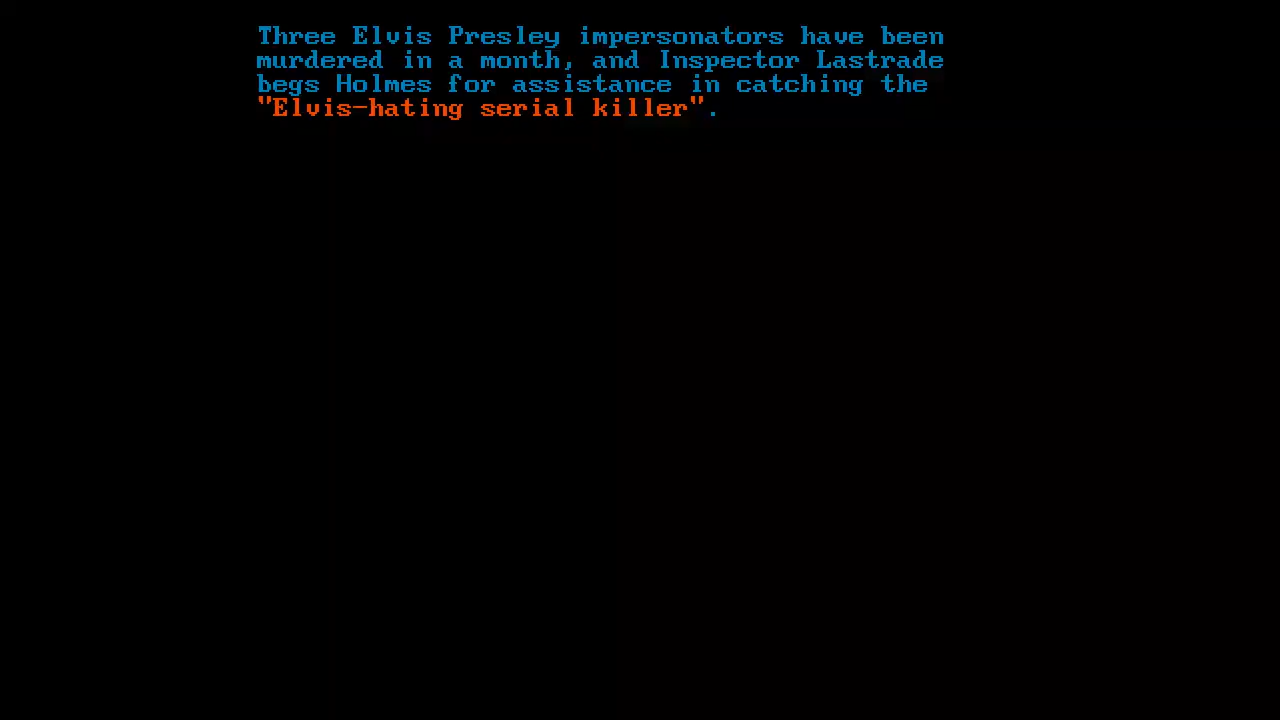 Three Elvis Presley impersonators have been
murdered in a month, and Inspector Lastrade
begs Holmes for assistance in catching the
"Elvis-hating serial killer".